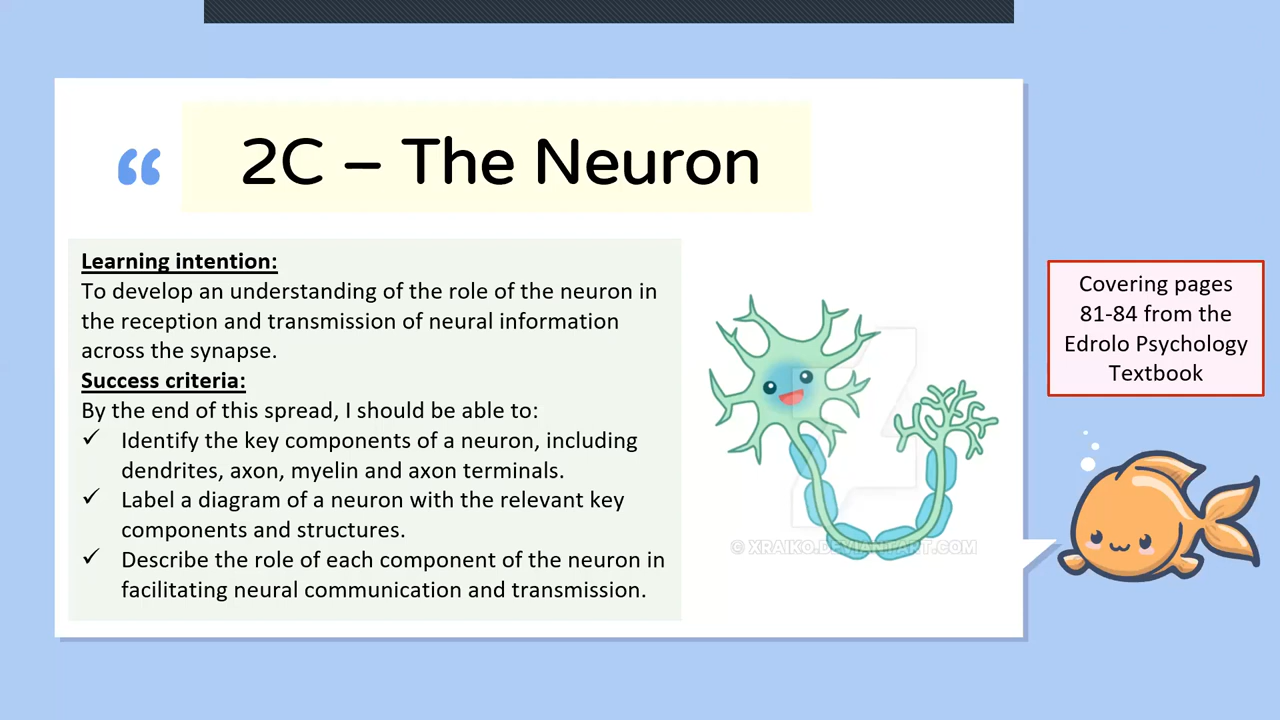 “ 2C – The Neuron
Learning intention:
To develop an understanding of the role of the neuron in
the reception and transmission of neural information
across the synapse.
Success criteria:
By the end of this spread, I should be able to:
✓ Identify the key components of a neuron, including
dendrites, axon, myelin and axon terminals.
✓ Label a diagram of a neuron with the relevant key
components and structures.
✓ Describe the role of each component of the neuron in
facilitating neural communication and transmission.
© XRAIKO.DEVIANTART.COM
Covering pages
81-84 from the
Edrolo Psychology
Textbook